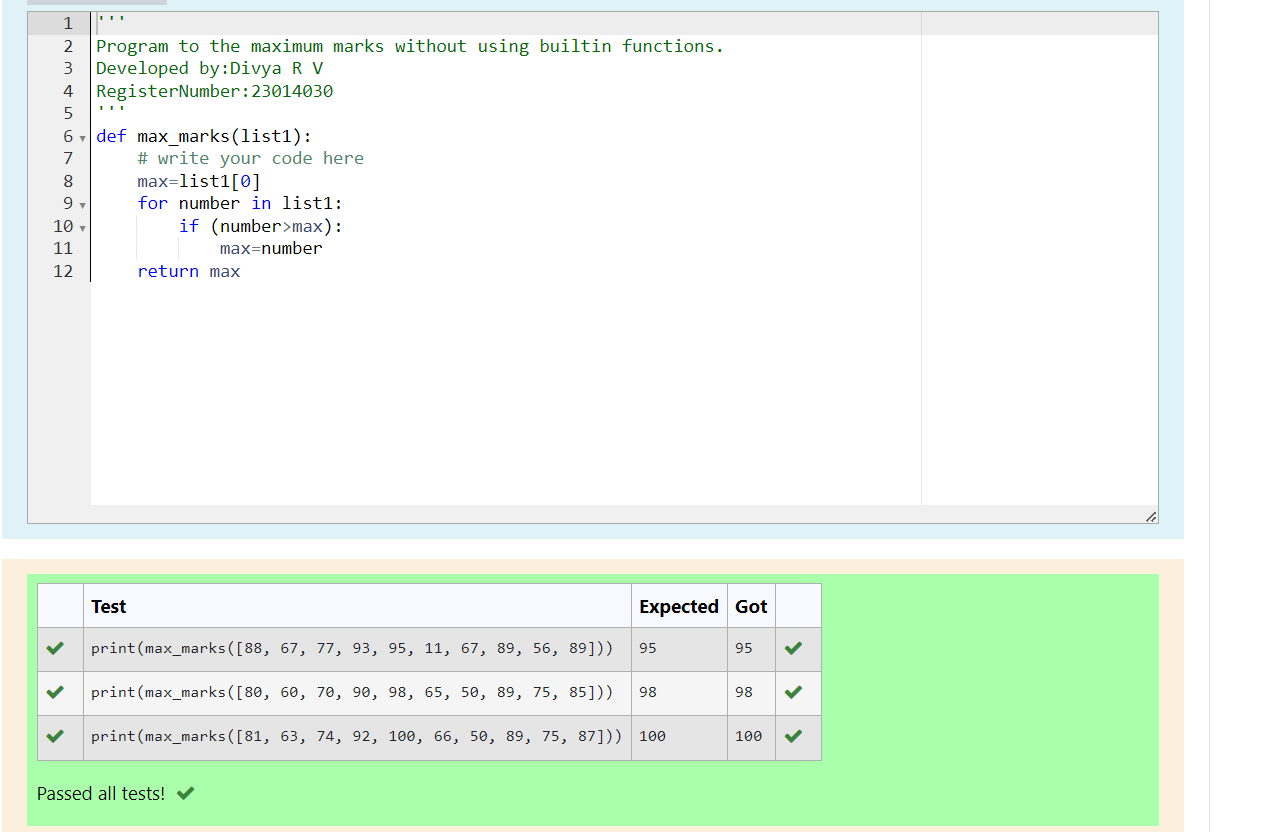 1 '''
2 Program to the maximum marks without using builtin functions.
3 Developed by:Divya R V
4 RegisterNumber:23014030
5 '''
6 def max_marks(list1):
7     # write your code here
8     max=list1[0]
9     for number in list1:
10         if (number>max):
11             max=number
12     return max
Test Expected Got
print(max_marks([88, 67, 77, 93, 95, 11, 67, 89, 56, 89])) 95 95
print(max_marks([80, 60, 70, 90, 98, 65, 50, 89, 75, 85])) 98 98
print(max_marks([81, 63, 74, 92, 100, 66, 50, 89, 75, 87])) 100 100
Passed all tests!